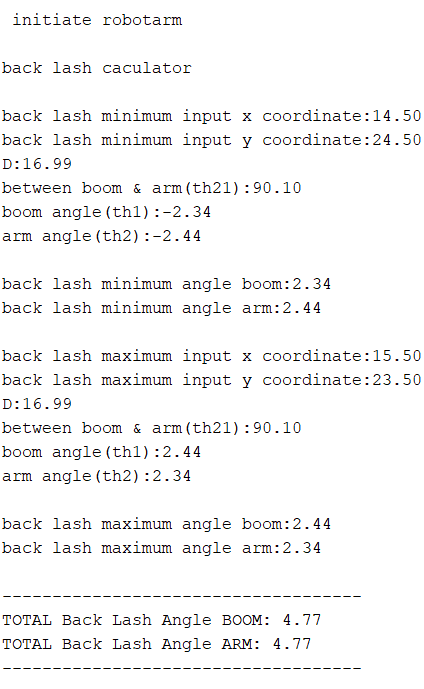 initiate robotarm
back lash caculator
back lash minimum input x coordinate:14.50
back lash minimum input y coordinate:24.50
D:16.99
between boom & arm(th21):90.10
boom angle(th1):-2.34
arm angle(th2):-2.44
back lash minimum angle boom:2.34
back lash minimum angle arm:2.44
back lash maximum input x coordinate:15.50
back lash maximum input y coordinate:23.50
D:16.99
between boom & arm(th21):90.10
boom angle(th1):2.44
arm angle(th2):2.34
back lash maximum angle boom:2.44
back lash maximum angle arm:2.34
------------------------------------
TOTAL Back Lash Angle BOOM: 4.77
TOTAL Back Lash Angle ARM: 4.77
------------------------------------